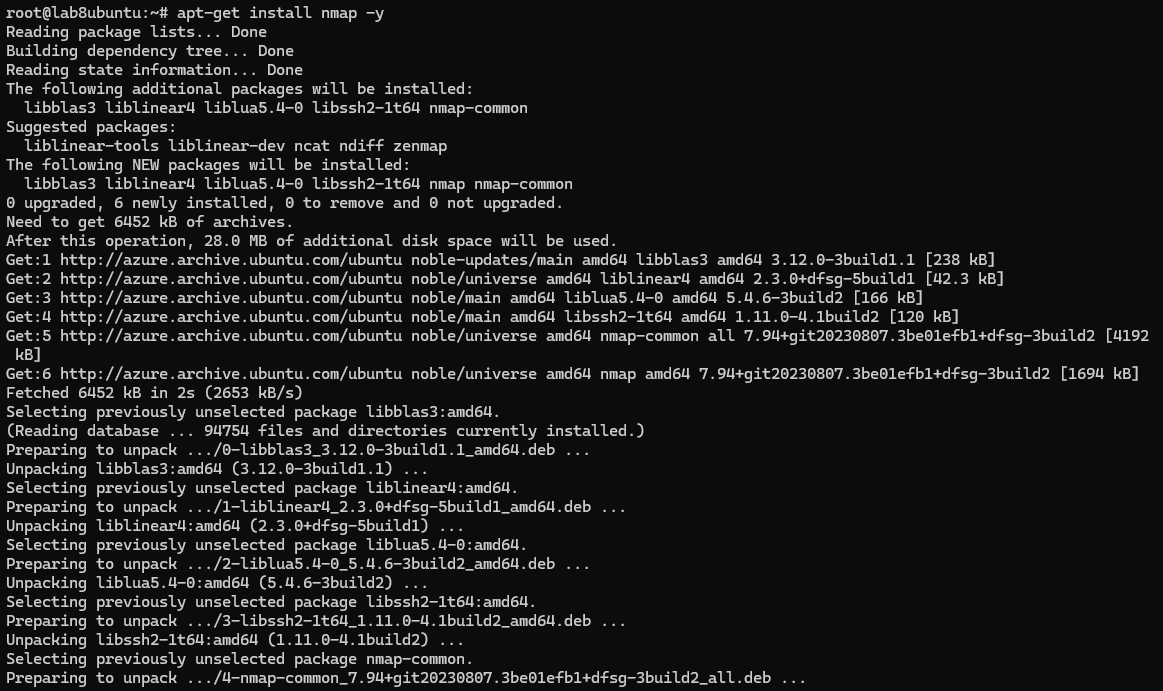 root@lab8ubuntu:~# apt-get install nmap -y
Reading package lists... Done
Building dependency tree... Done
Reading state information... Done
The following additional packages will be installed:
  libblas3 liblinear4 liblua5.4-0 libssh2-1t64 nmap-common
Suggested packages:
  liblinear-tools liblinear-dev ncat ndiff zenmap
The following NEW packages will be installed:
  libblas3 liblinear4 liblua5.4-0 libssh2-1t64 nmap nmap-common
0 upgraded, 6 newly installed, 0 to remove and 0 not upgraded.
Need to get 6452 kB of archives.
After this operation, 28.0 MB of additional disk space will be used.
Get:1 http://azure.archive.ubuntu.com/ubuntu noble-updates/main amd64 libblas3 amd64 3.12.0-3build1.1 [238 kB]
Get:2 http://azure.archive.ubuntu.com/ubuntu noble/universe amd64 liblinear4 amd64 2.3.0+dfsg-5build1 [42.3 kB]
Get:3 http://azure.archive.ubuntu.com/ubuntu noble/main amd64 liblua5.4-0 amd64 5.4.6-3build2 [166 kB]
Get:4 http://azure.archive.ubuntu.com/ubuntu noble/main amd64 libssh2-1t64 amd64 1.11.0-4.1build2 [120 kB]
Get:5 http://azure.archive.ubuntu.com/ubuntu noble/universe amd64 nmap-common all 7.94+git20230807.3be01efb1+dfsg-3build2 [4192
 kB]
Get:6 http://azure.archive.ubuntu.com/ubuntu noble/universe amd64 nmap amd64 7.94+git20230807.3be01efb1+dfsg-3build2 [1694 kB]
Fetched 6452 kB in 2s (2653 kB/s)
Selecting previously unselected package libblas3:amd64.
(Reading database ... 94754 files and directories currently installed.)
Preparing to unpack .../0-libblas3_3.12.0-3build1.1_amd64.deb ...
Unpacking libblas3:amd64 (3.12.0-3build1.1) ...
Selecting previously unselected package liblinear4:amd64.
Preparing to unpack .../1-liblinear4_2.3.0+dfsg-5build1_amd64.deb ...
Unpacking liblinear4:amd64 (2.3.0+dfsg-5build1) ...
Selecting previously unselected package liblua5.4-0:amd64.
Preparing to unpack .../2-liblua5.4-0_5.4.6-3build2_amd64.deb ...
Unpacking liblua5.4-0:amd64 (5.4.6-3build2) ...
Selecting previously unselected package libssh2-1t64:amd64.
Preparing to unpack .../3-libssh2-1t64_1.11.0-4.1build2_amd64.deb ...
Unpacking libssh2-1t64:amd64 (1.11.0-4.1build2) ...
Selecting previously unselected package nmap-common.
Preparing to unpack .../4-nmap-common_7.94+git20230807.3be01efb1+dfsg-3build2_all.deb ...